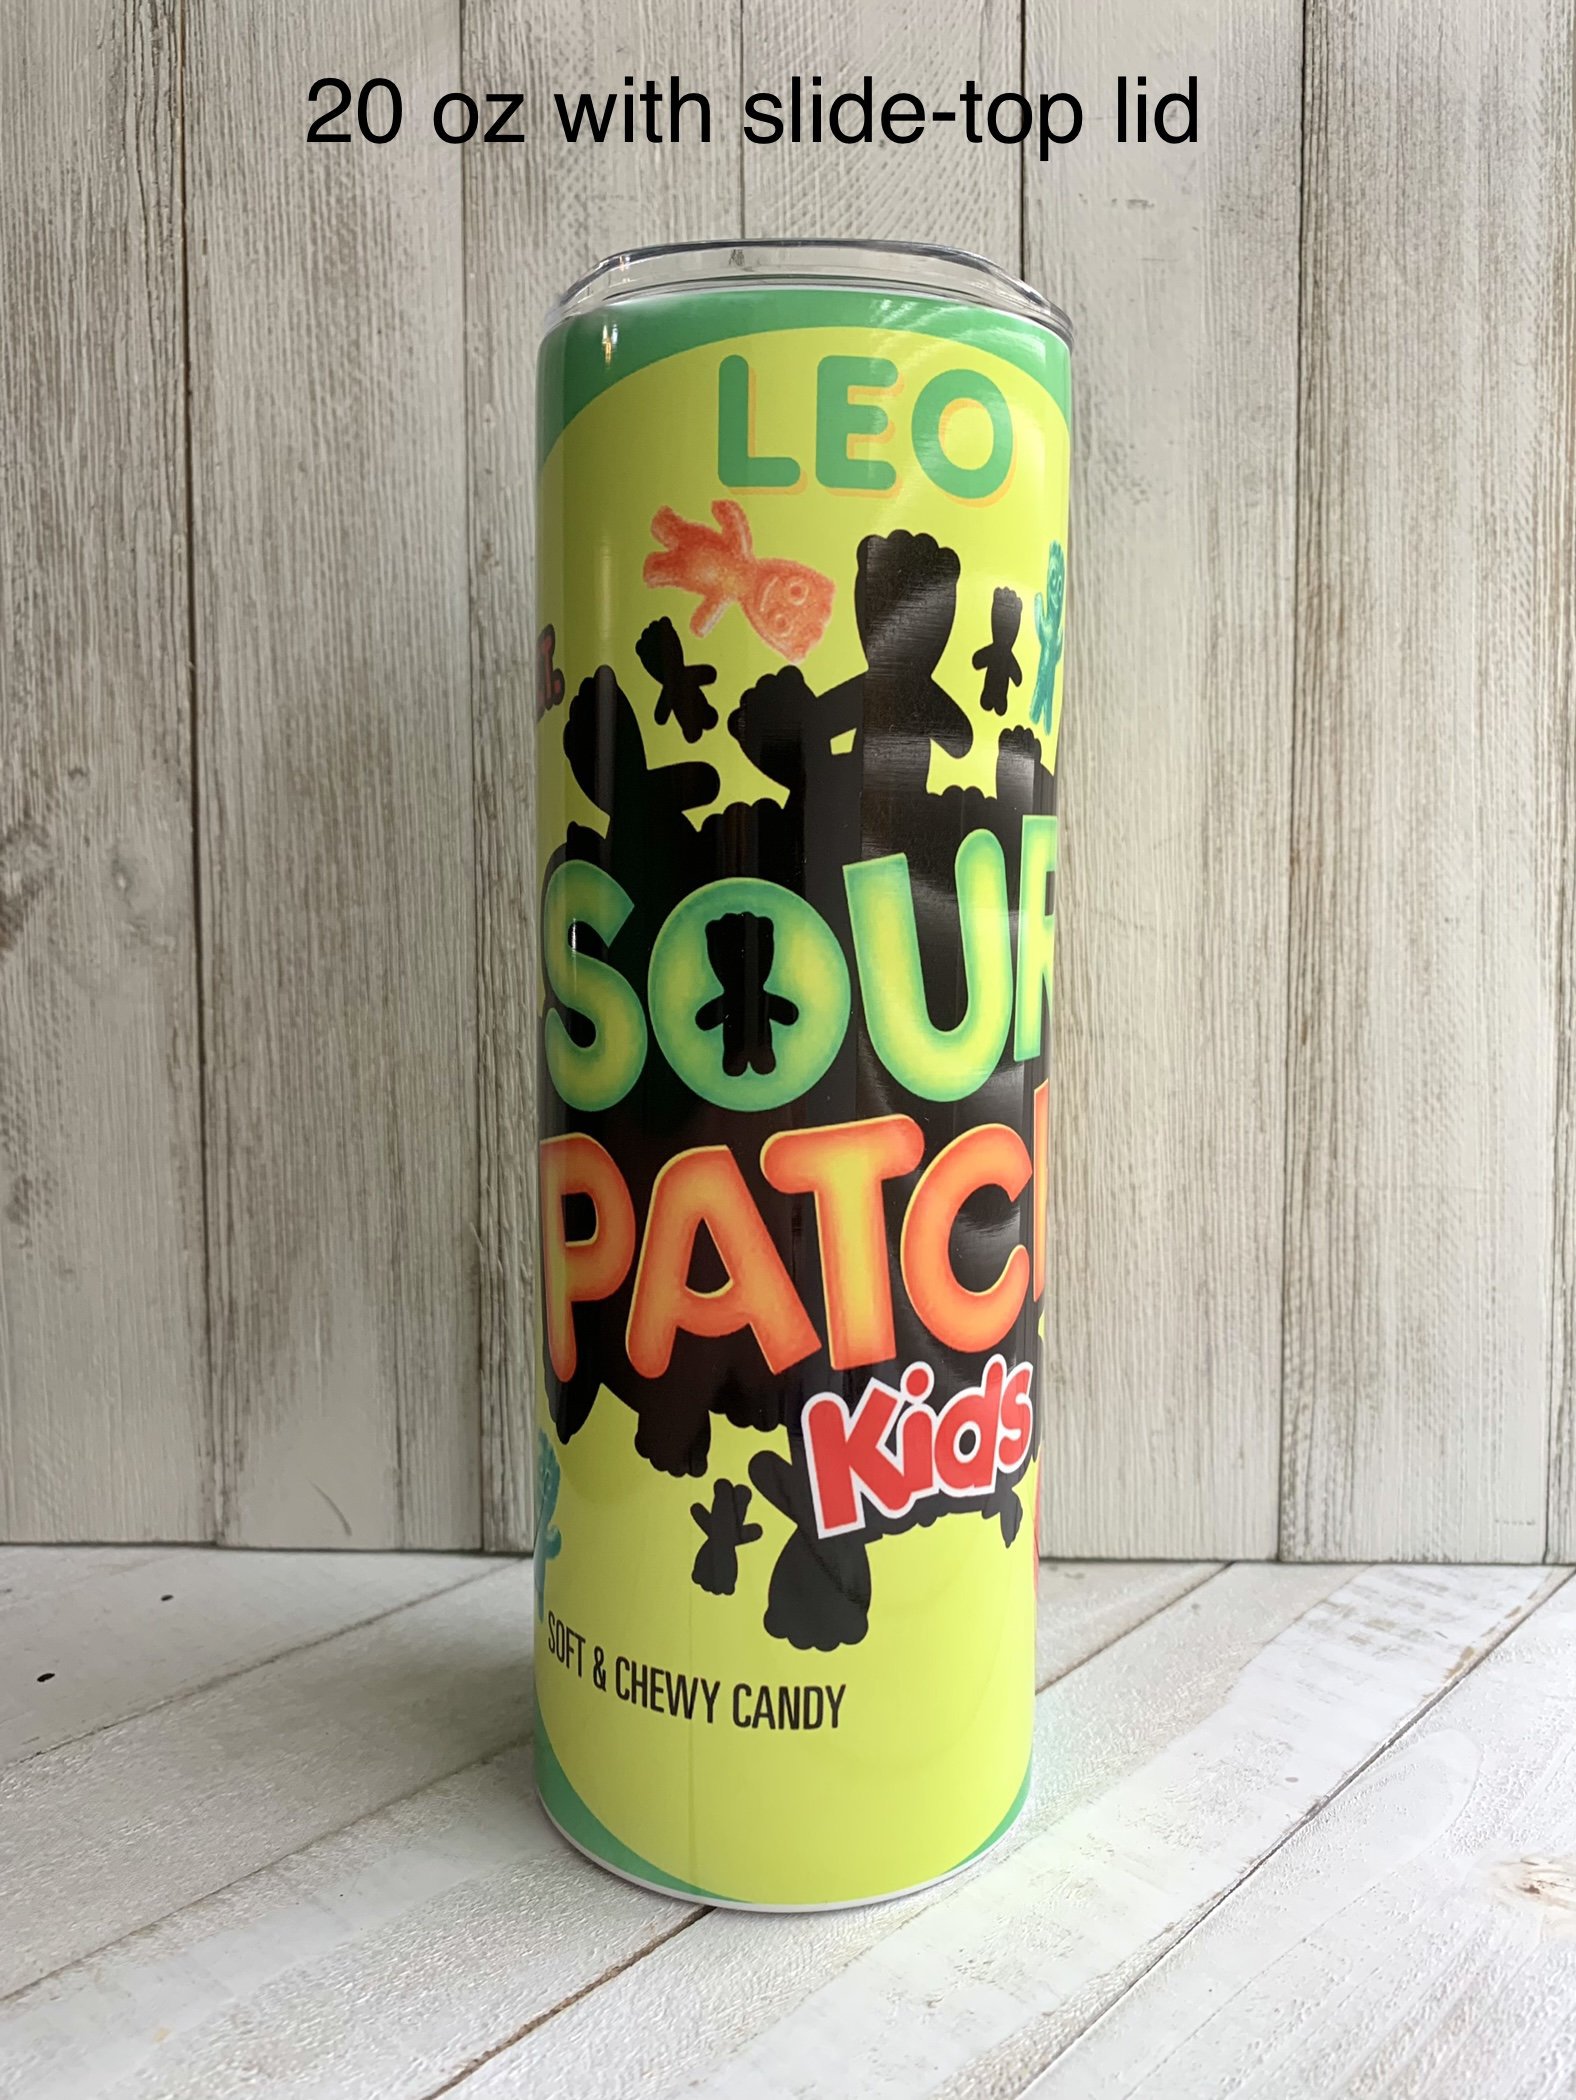 20 oz with slide-top lid
LEO
SOUR
PATC
Kids
SOFT & CHEWY CANDY